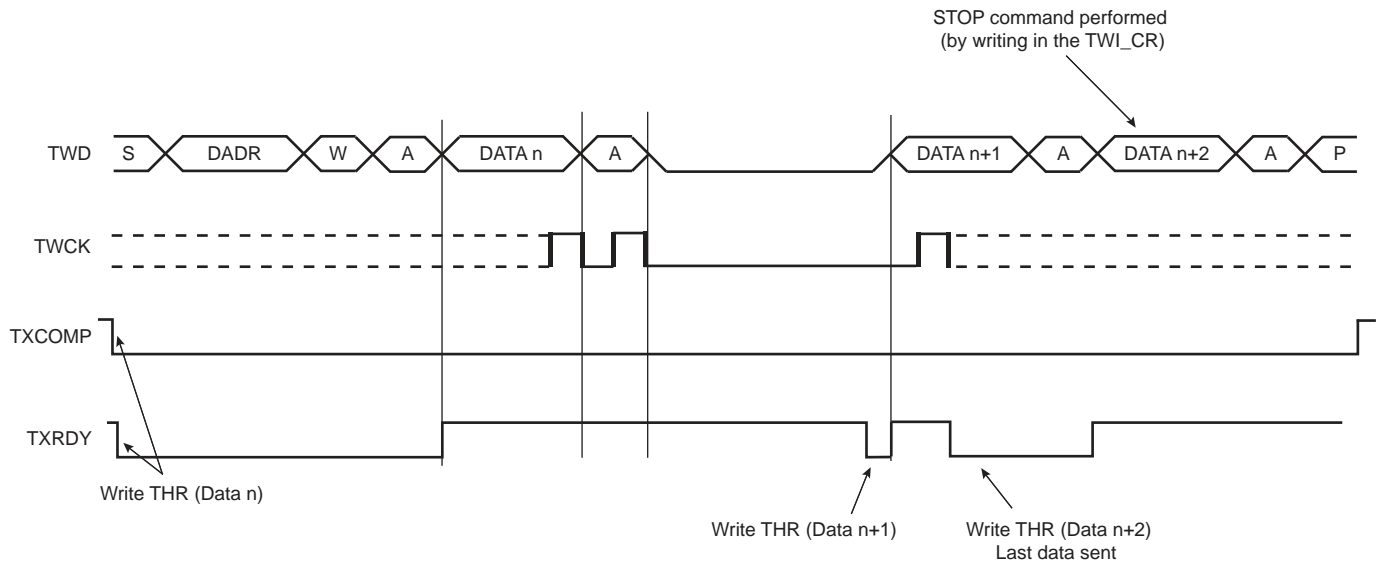 STOP command performed
(by writing in the TWI_CR)
TWD S DADR W A DATA n A DATA n+1 A DATA n+2 A P
TWCK
TXCOMP
TXRDY
Write THR (Data n)
Write THR (Data n+1) Write THR (Data n+2)
Last data sent